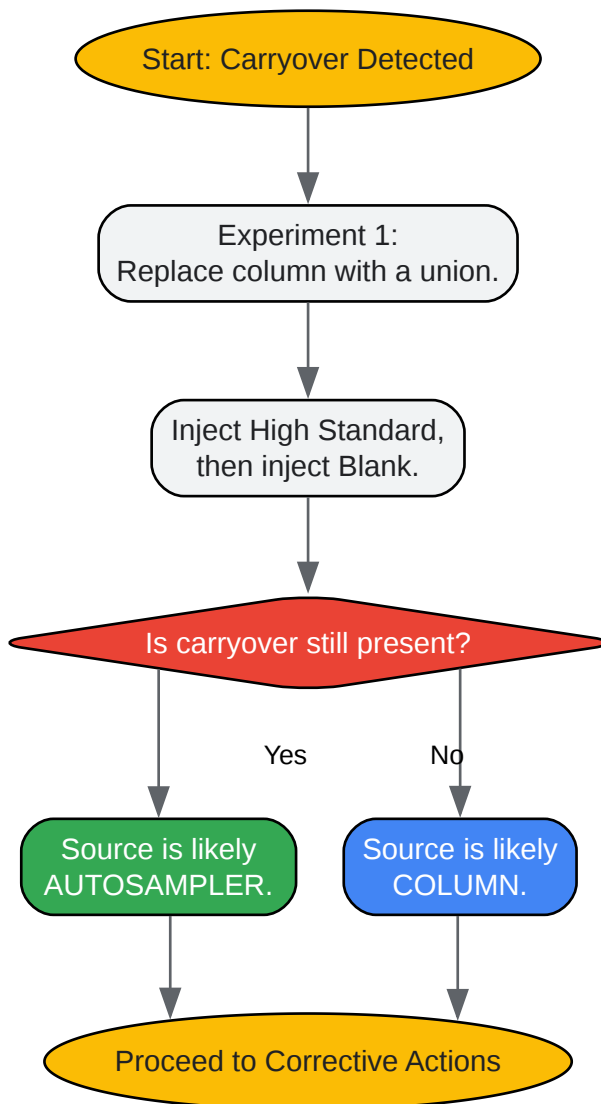 Start: Carryover Detected
Experiment 1:
Replace column with a union.
Inject High Standard,
then inject Blank.
Is carryover still present?
Yes
No
Source is likely
AUTOSAMPLER.
Source is likely
COLUMN.
Proceed to Corrective Actions